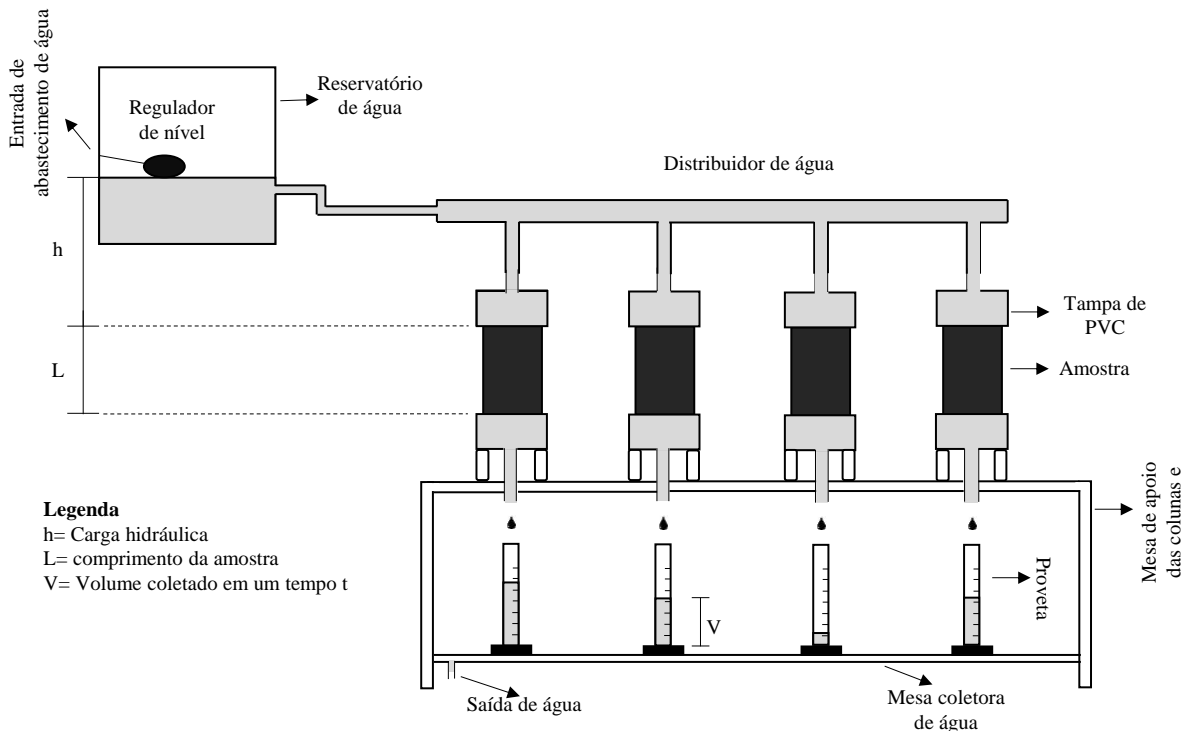 Entrada de
abastecimento de água
Regulador
de nível
Reservatório
de água
Distribuidor de água
h
L
Tampa de
PVC
Amostra
Legenda
h= Carga hidráulica
L= comprimento da amostra
V= Volume coletado em um tempo t
V
Proveta
Mesa de apoio
das colunas e
Saída de água
Mesa coletora
de água